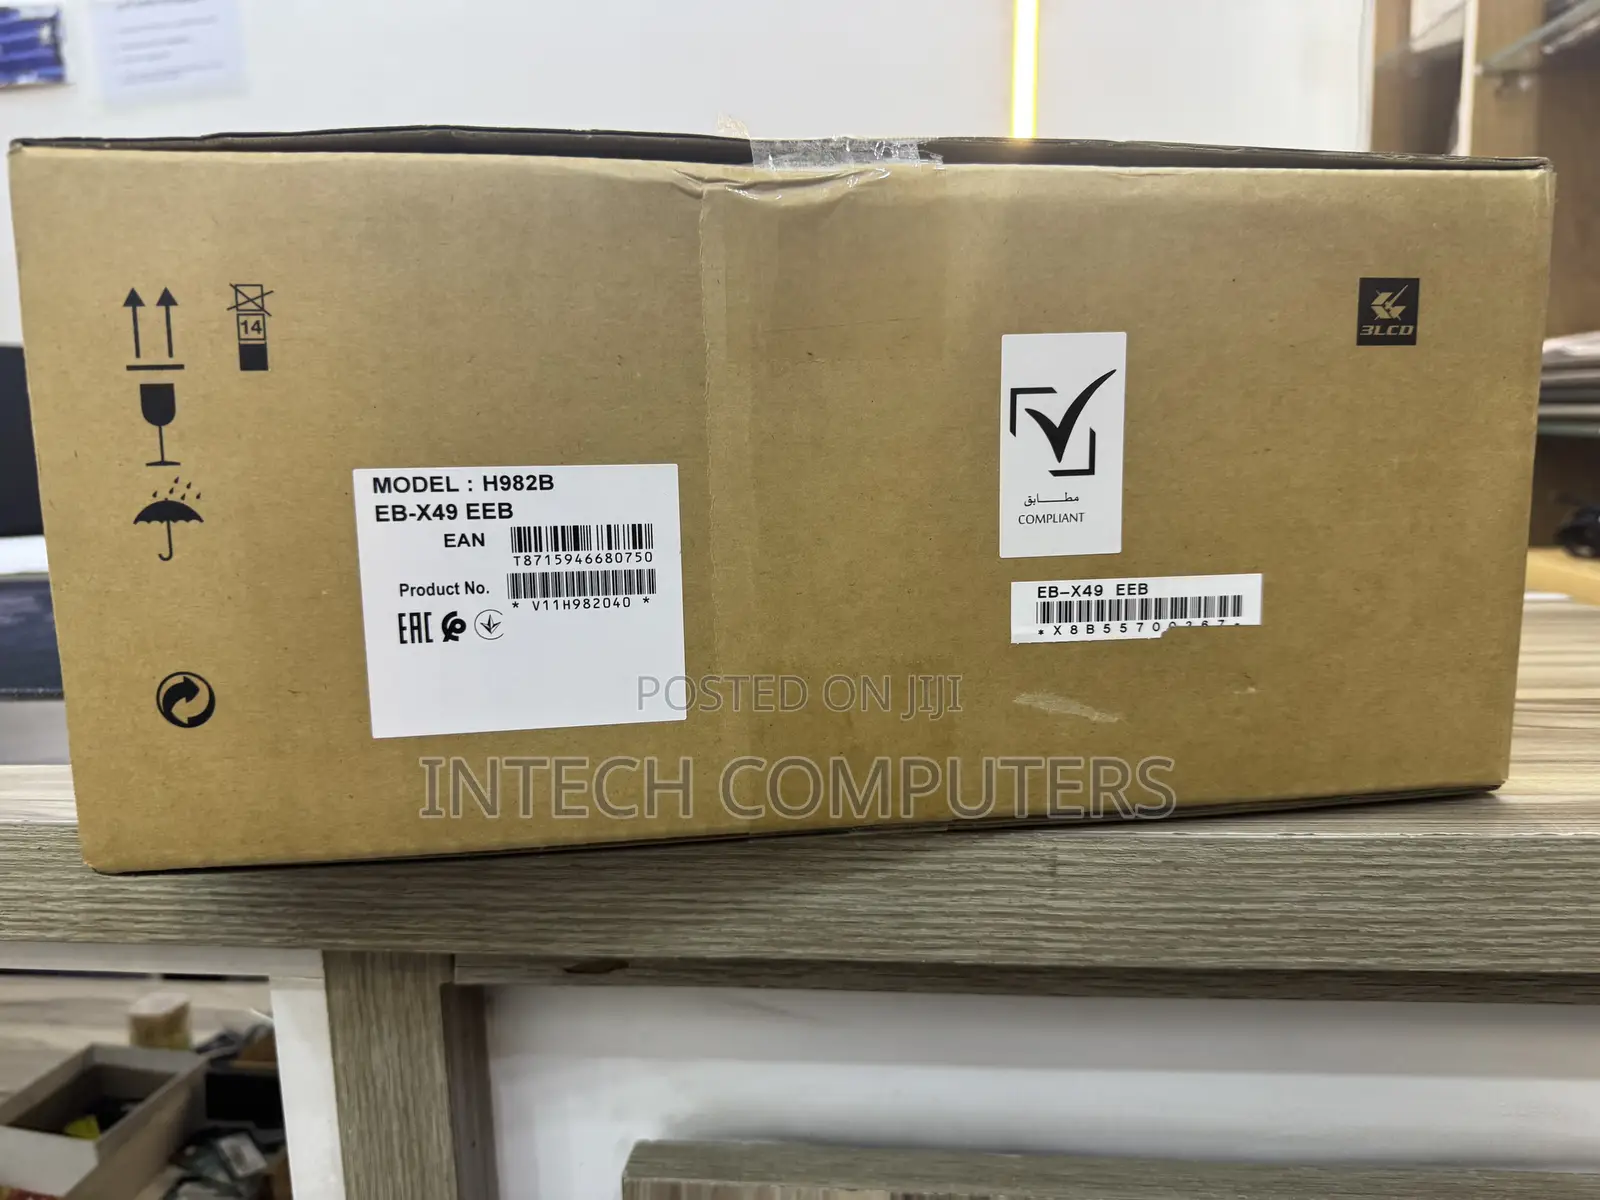 14
3LCD
MODEL : H982B
EB-X49 EEB
EAN
T8715946680750
Product No.
* V11H982040 *
EAC
مطـــابق
COMPLIANT
EB-X49 EEB
POSTED ON JIJI
INTECH COMPUTERS